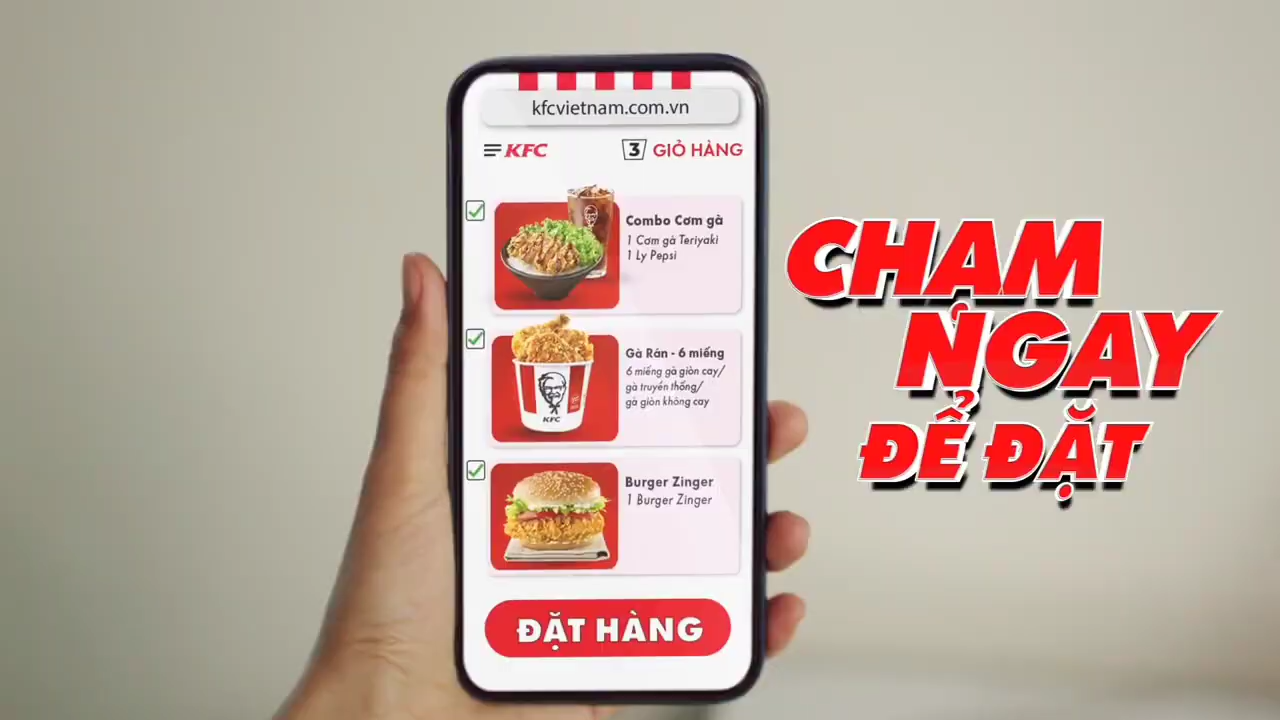 kfcvietnam.com.vn
KFC
3 GIỎ HÀNG
Combo Cơm gà
1 Cơm gà Teriyaki
1 Ly Pepsi
Gà Rán - 6 miếng
6 miếng gà giòn cay/
gà truyền thống/
gà giòn không cay
KFC
Burger Zinger
1 Burger Zinger
ĐẶT HÀNG
CHẠM
NGAY
ĐỂ ĐẶT